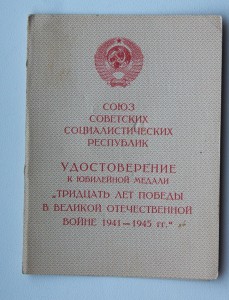 СОЮЗ
СОВЕТСКИХ
СОЦИАЛИСТИЧЕСКИХ
РЕСПУБЛИК
УДОСТОВЕРЕНИЕ
К ЮБИЛЕЙНОЙ МЕДАЛИ
„ТРИДЦАТЬ ЛЕТ ПОБЕДЫ
В ВЕЛИКОЙ ОТЕЧЕСТВЕННОЙ
ВОЙНЕ 1941—1945 гг.“